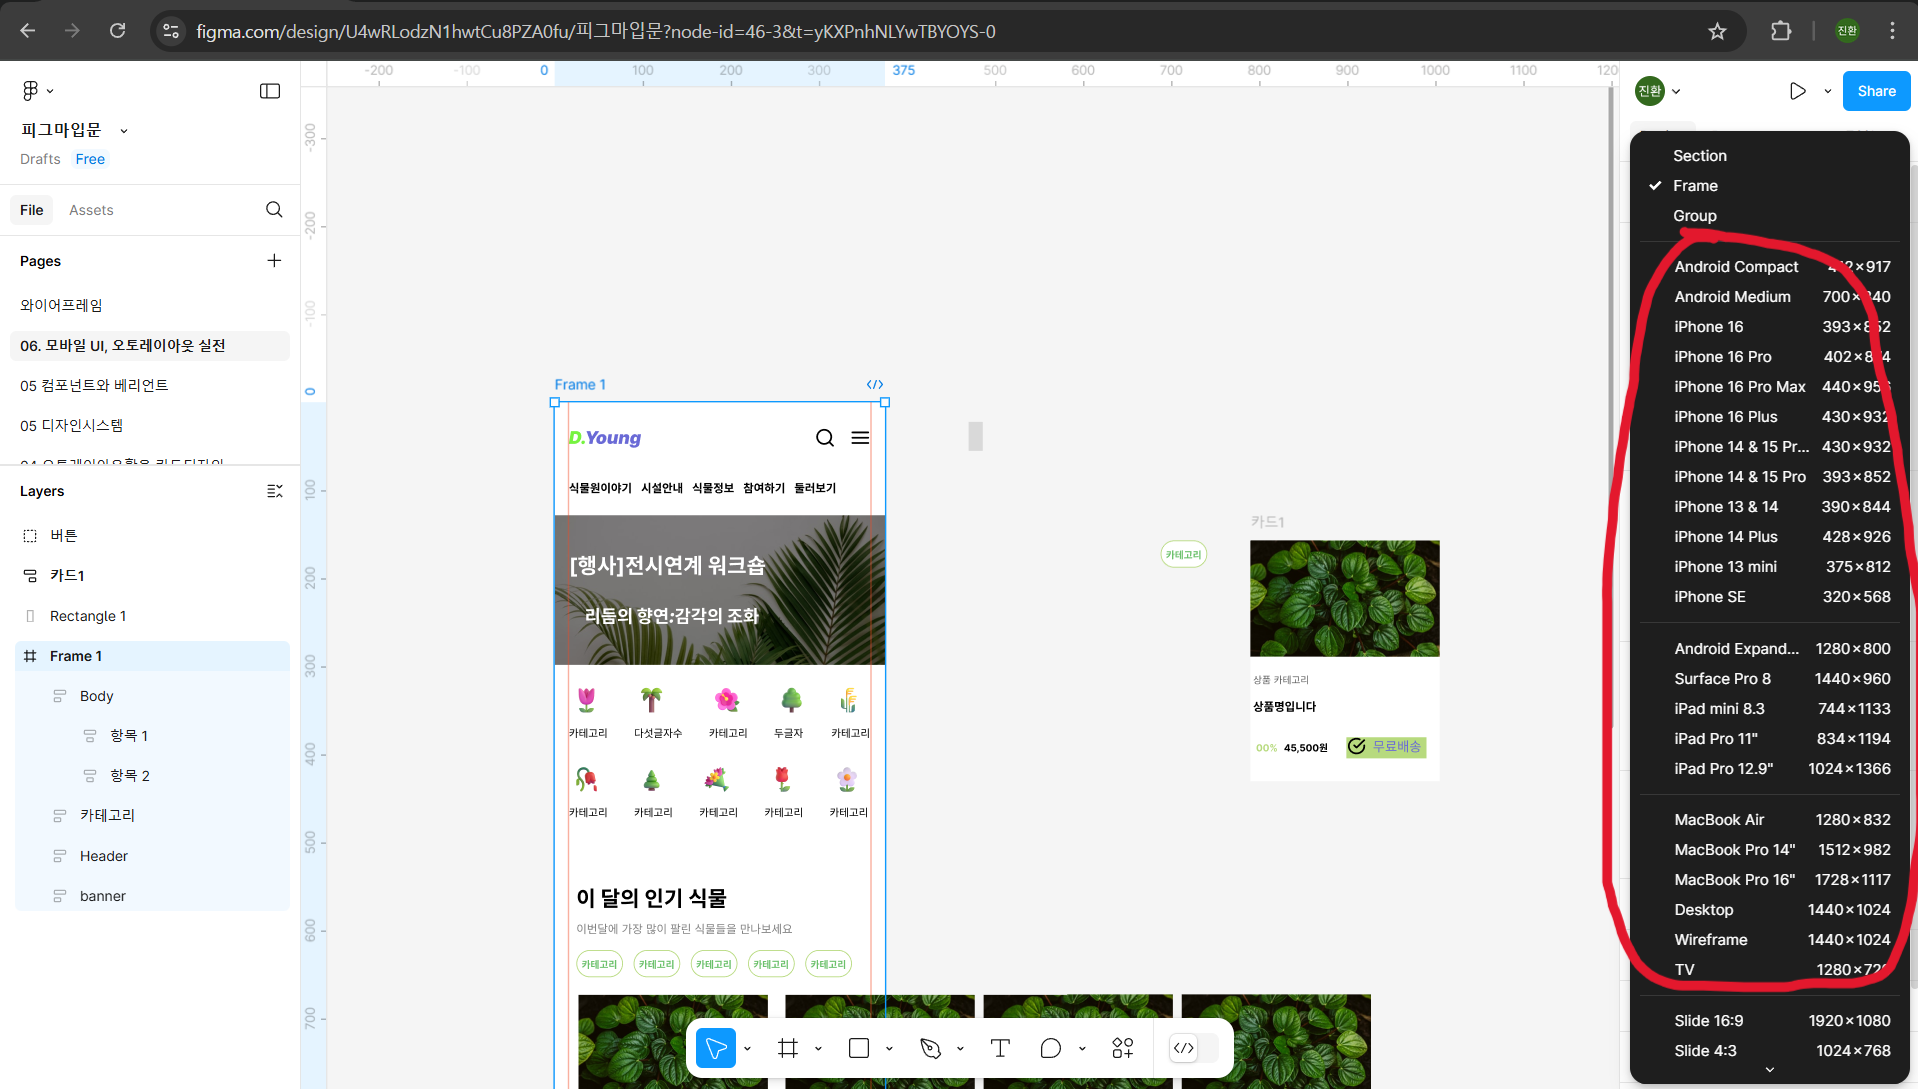 figma.com/design/U4wRLodzN1hwtCu8PZA0fu/피그마입문?node-id=46-3&t=yKXPnhNLYwTBYOYS-0
진환
-200 -100 0 100 200 300 375 500 600 700 800 900 1000 1100 120
진환
Share
피그마입문
Drafts Free
File Assets
Pages
와이어프레임
06. 모바일 UI, 오토레이아웃 실전
05 컴포넌트와 베리언트
05 디자인시스템
Layers
버튼
카드1
Rectangle 1
Frame 1
Body
항목 1
항목 2
카테고리
Header
banner
-300
-200
-100
0
100
200
300
400
500
600
700
Frame 1
D.Young
식물원이야기 시설안내 식물정보 참여하기 둘러보기
[행사]전시연계 워크숍
리듬의 향연:감각의 조화
카테고리 다섯글자수 카테고리 두글자 카테고리
카테고리 카테고리 카테고리 카테고리 카테고리
이 달의 인기 식물
이번달에 가장 많이 팔린 식물들을 만나보세요
카테고리 카테고리 카테고리 카테고리 카테고리
카테고리
카드1
상품 카테고리
상품명입니다
00% 45,500원 무료배송
Section
Frame
Group
Android Compact 412×917
Android Medium 700×840
iPhone 16 393×852
iPhone 16 Pro 402×874
iPhone 16 Pro Max 440×956
iPhone 16 Plus 430×932
iPhone 14 & 15 Pr... 430×932
iPhone 14 & 15 Pro 393×852
iPhone 13 & 14 390×844
iPhone 14 Plus 428×926
iPhone 13 mini 375×812
iPhone SE 320×568
Android Expand... 1280×800
Surface Pro 8 1440×960
iPad mini 8.3 744×1133
iPad Pro 11" 834×1194
iPad Pro 12.9" 1024×1366
MacBook Air 1280×832
MacBook Pro 14" 1512×982
MacBook Pro 16" 1728×1117
Desktop 1440×1024
Wireframe 1440×1024
TV 1280×720
Slide 16:9 1920×1080
Slide 4:3 1024×768